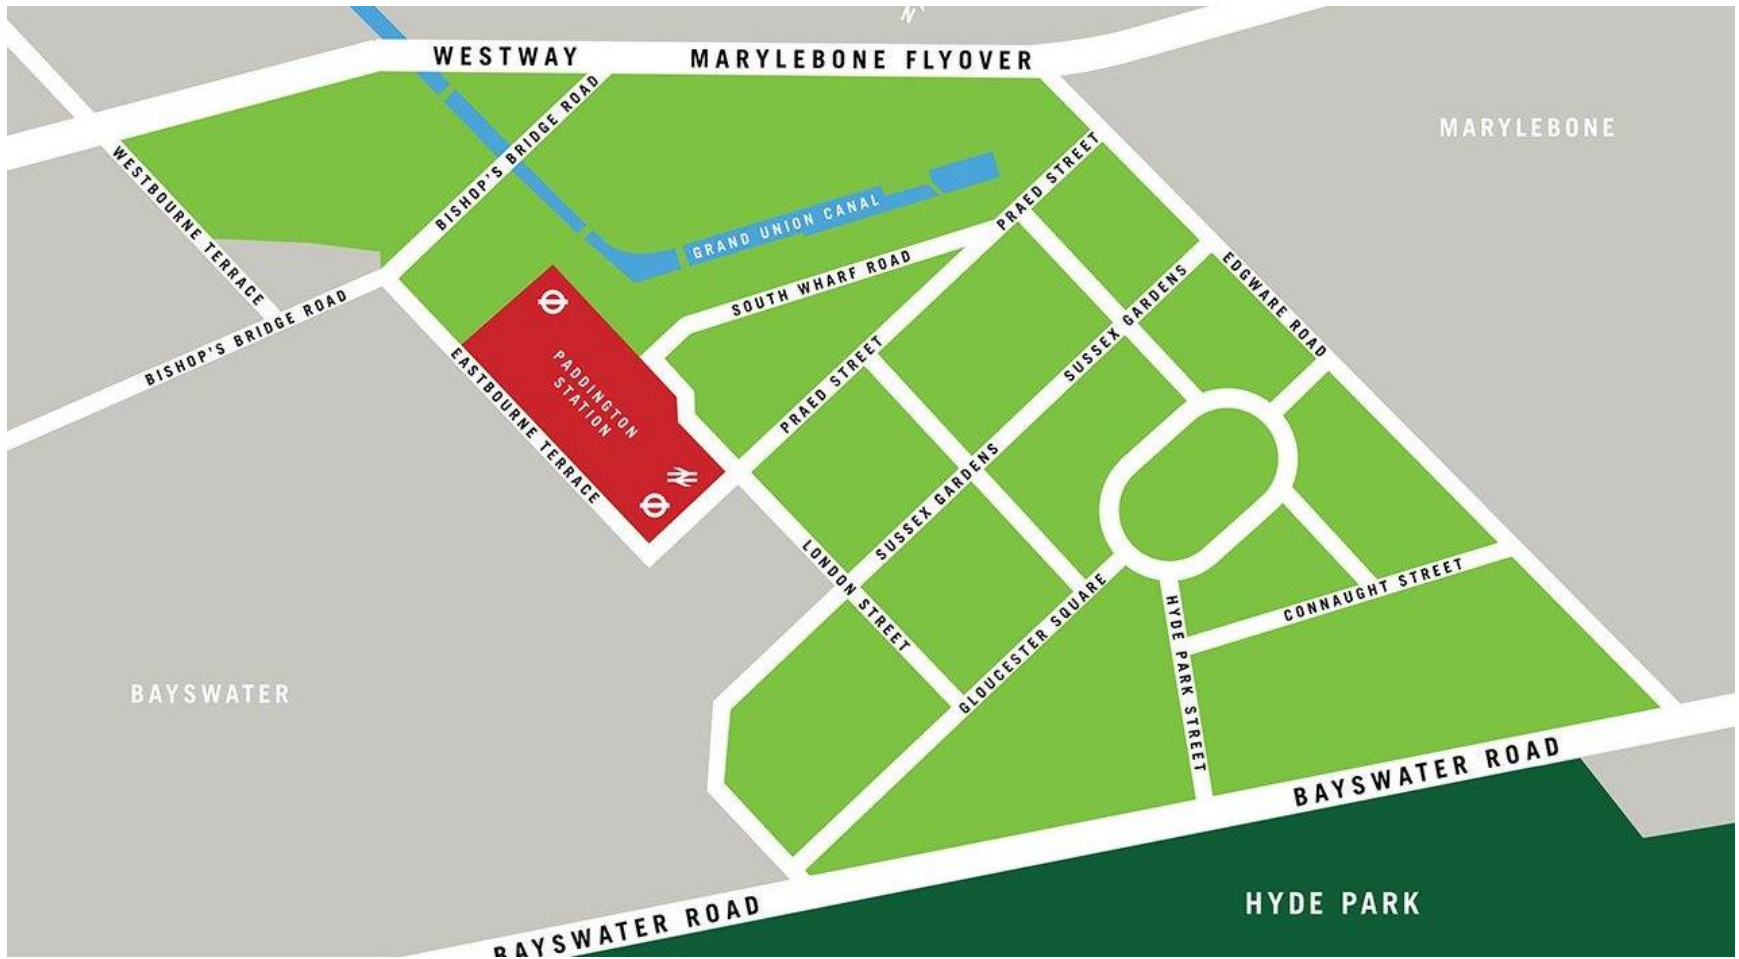 N
WESTWAY
MARYLEBONE FLYOVER
MARYLEBONE
BISHOP'S BRIDGE ROAD
WESTBOURNE TERRACE
PRAED STREET
GRAND UNION CANAL
SOUTH WHARF ROAD
EDGWARE ROAD
SUSSEX GARDENS
BISHOP'S BRIDGE ROAD
PADDINGTON
STATION
EASTBOURNE TERRACE
PRAED STREET
SUSSEX GARDENS
LONDON STREET
GLOUCESTER SQUARE
HYDE PARK STREET
CONNAUGHT STREET
BAYSWATER
BAYSWATER ROAD
HYDE PARK
BAYSWATER ROAD